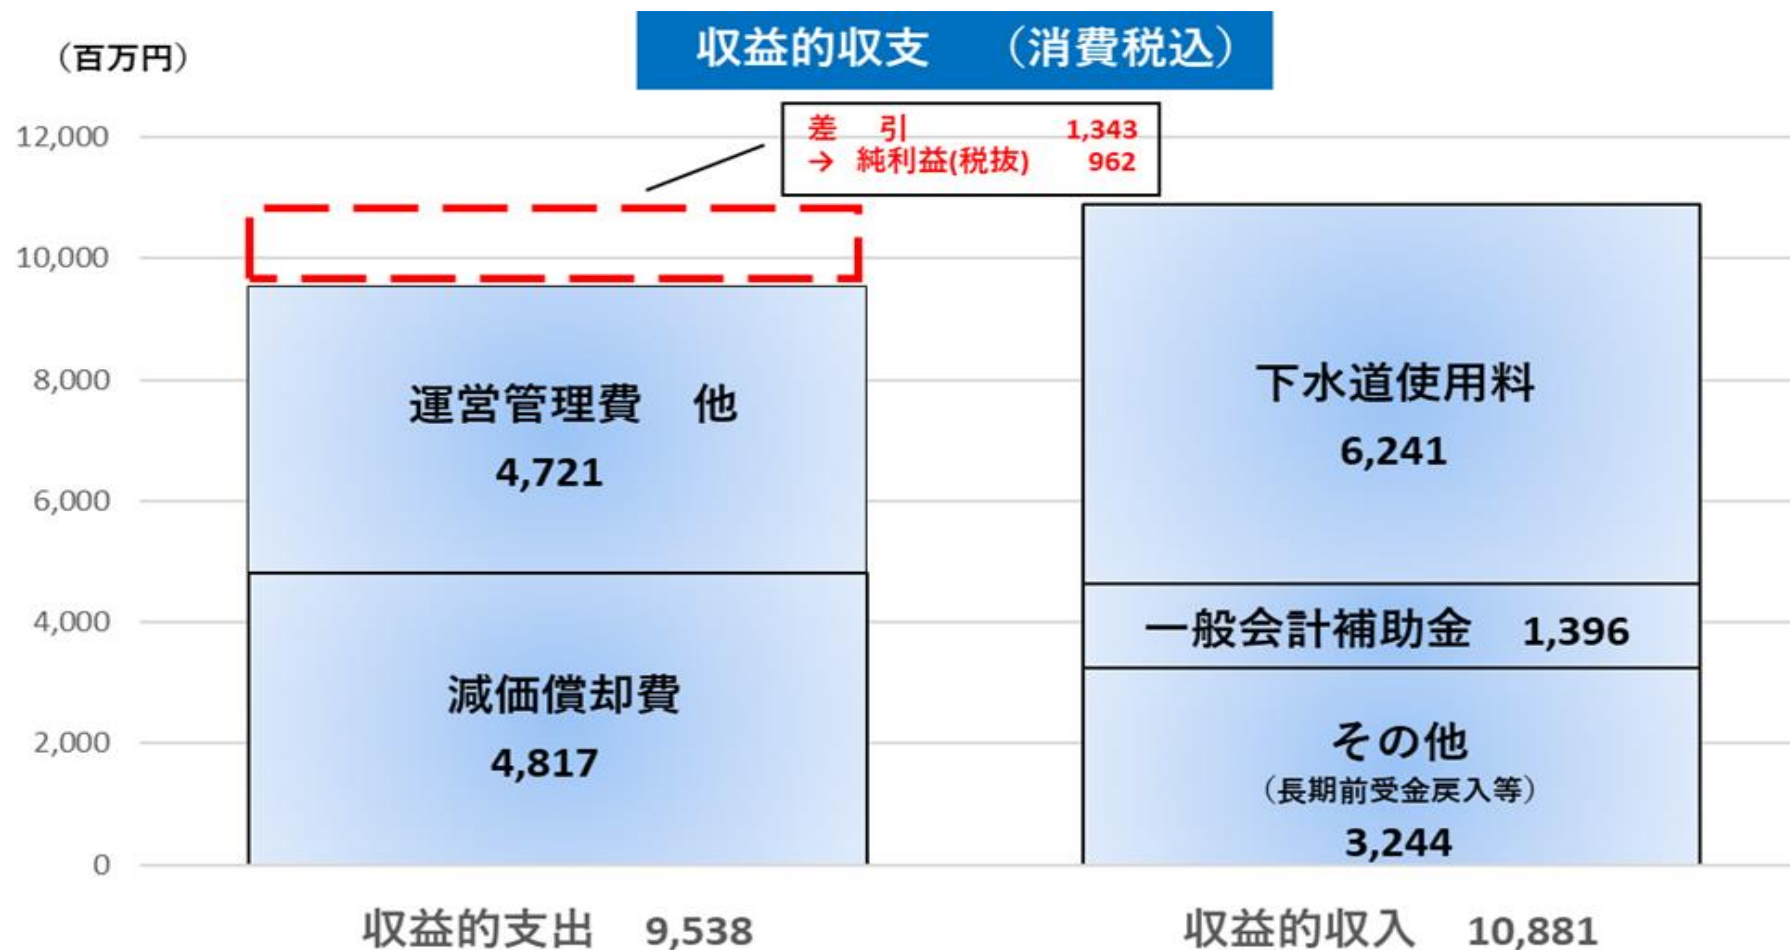 収益的収支　（消費税込）
（百万円）
差　引　1,343
→ 純利益(税抜)　962
12,000
10,000
8,000
6,000
4,000
2,000
0
運営管理費　他
4,721
減価償却費
4,817
下水道使用料
6,241
一般会計補助金　1,396
その他
（長期前受金戻入等）
3,244
収益的支出　9,538
収益的収入　10,881